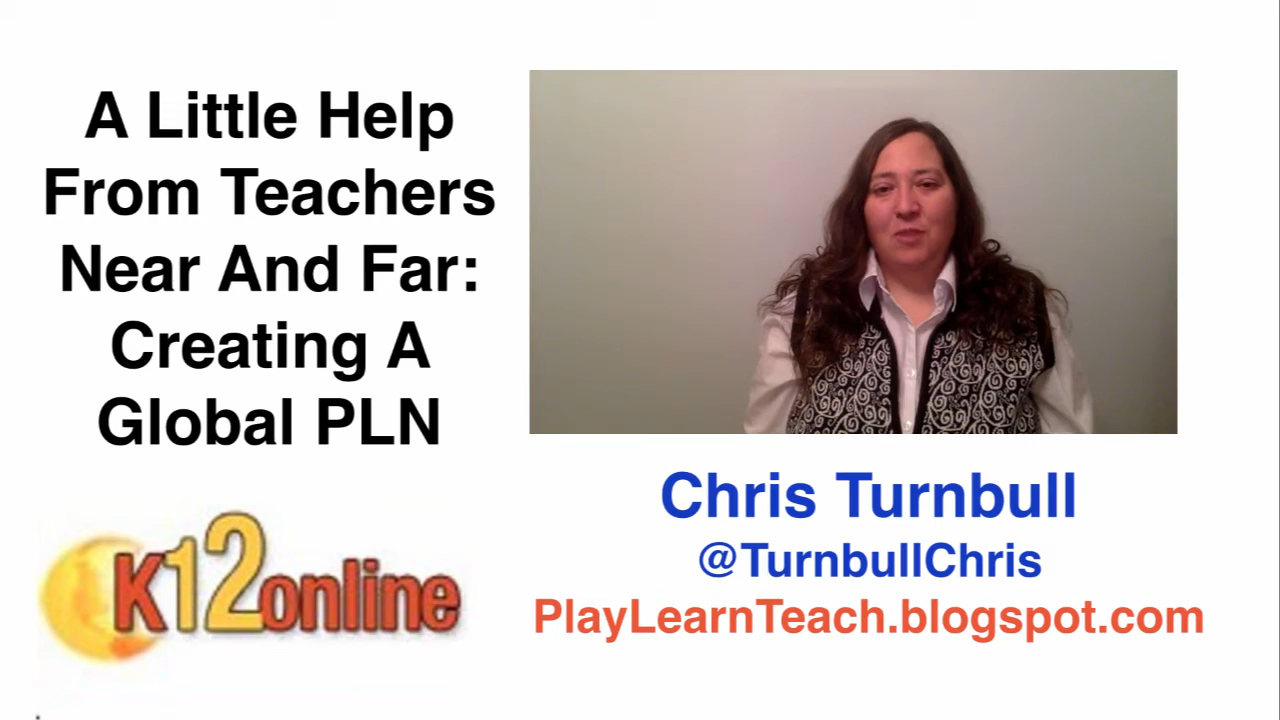 A Little Help
From Teachers
Near And Far:
Creating A
Global PLN
K12online
Chris Turnbull
@TurnbullChris
PlayLearnTeach.blogspot.com